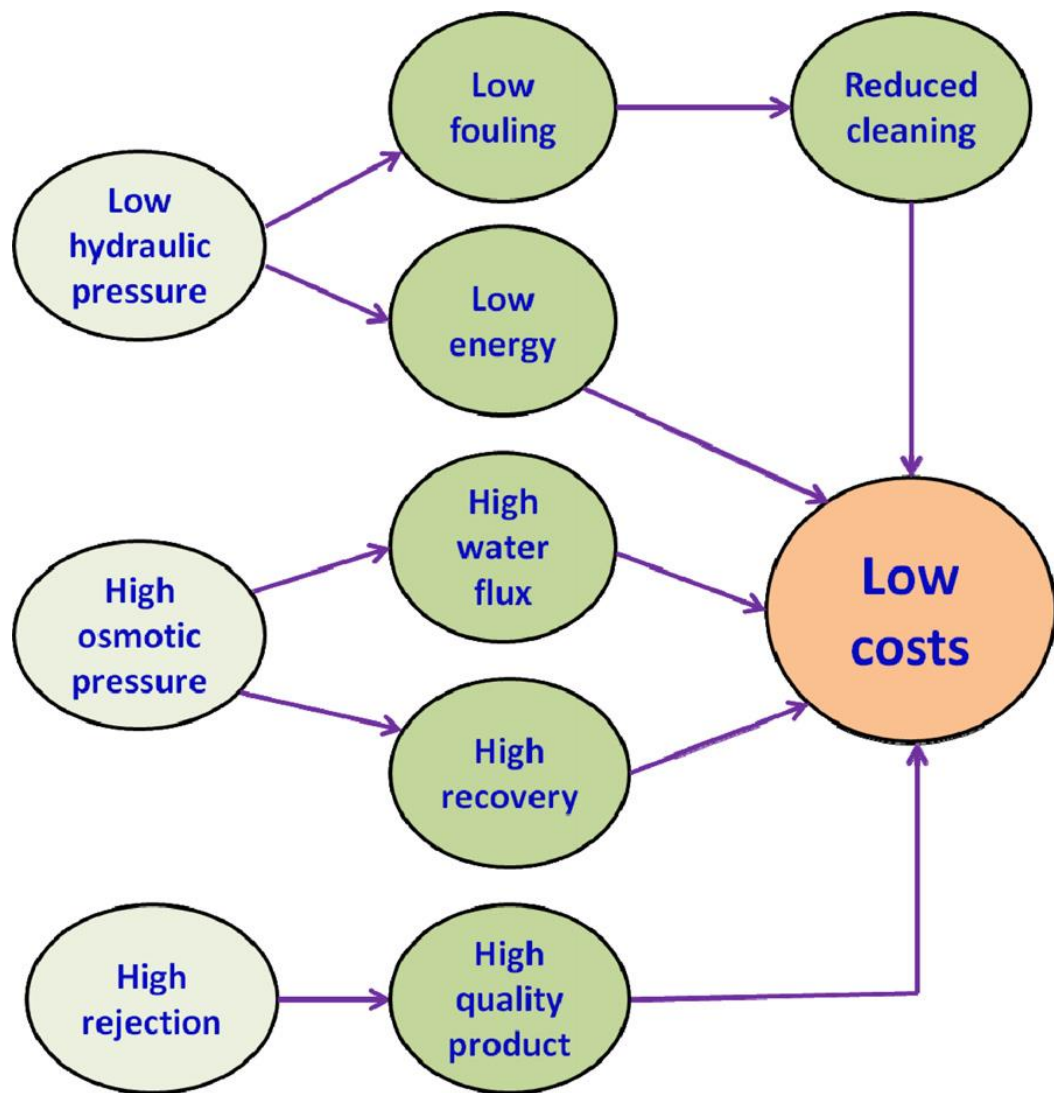 Low
fouling
Reduced
cleaning
Low
hydraulic
pressure
Low
energy
High
water
flux
High
osmotic
pressure
Low
costs
High
recovery
High
rejection
High
quality
product